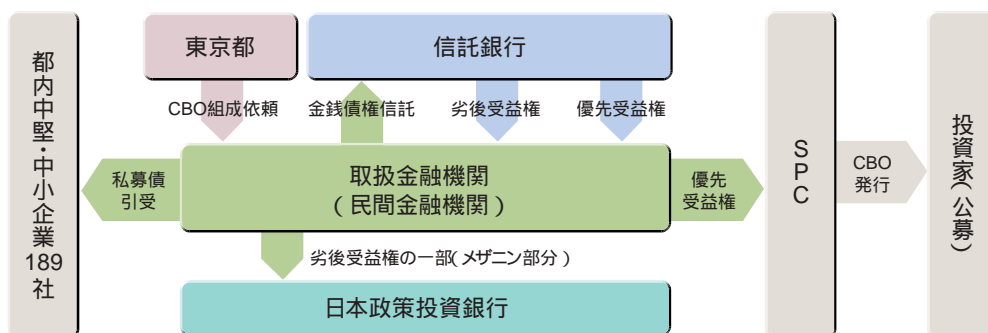 都内中堅・中小企業189社
東京都
信託銀行
CBO組成依頼
金銭債権信託
劣後受益権
優先受益権
私募債
引受
取扱金融機関
(民間金融機関)
優先
受益権
SPC
CBO
発行
投資家(公募)
劣後受益権の一部(メザニン部分)
日本政策投資銀行